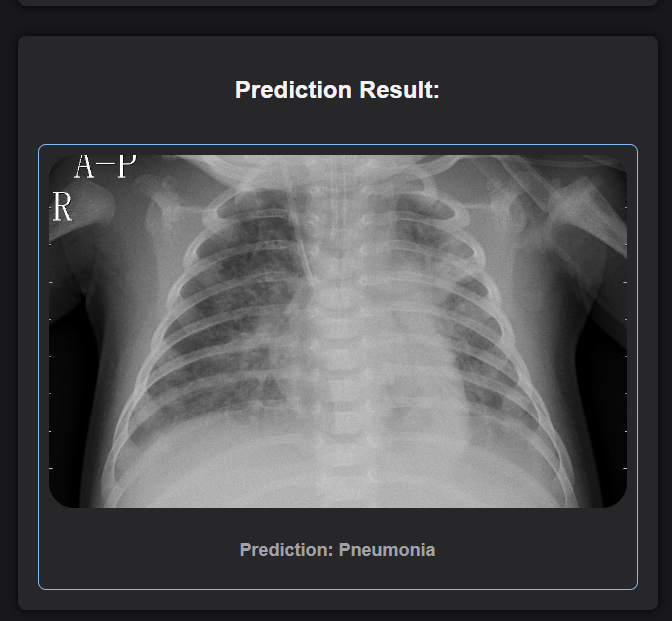 Prediction Result:
A-P
R
Prediction: Pneumonia